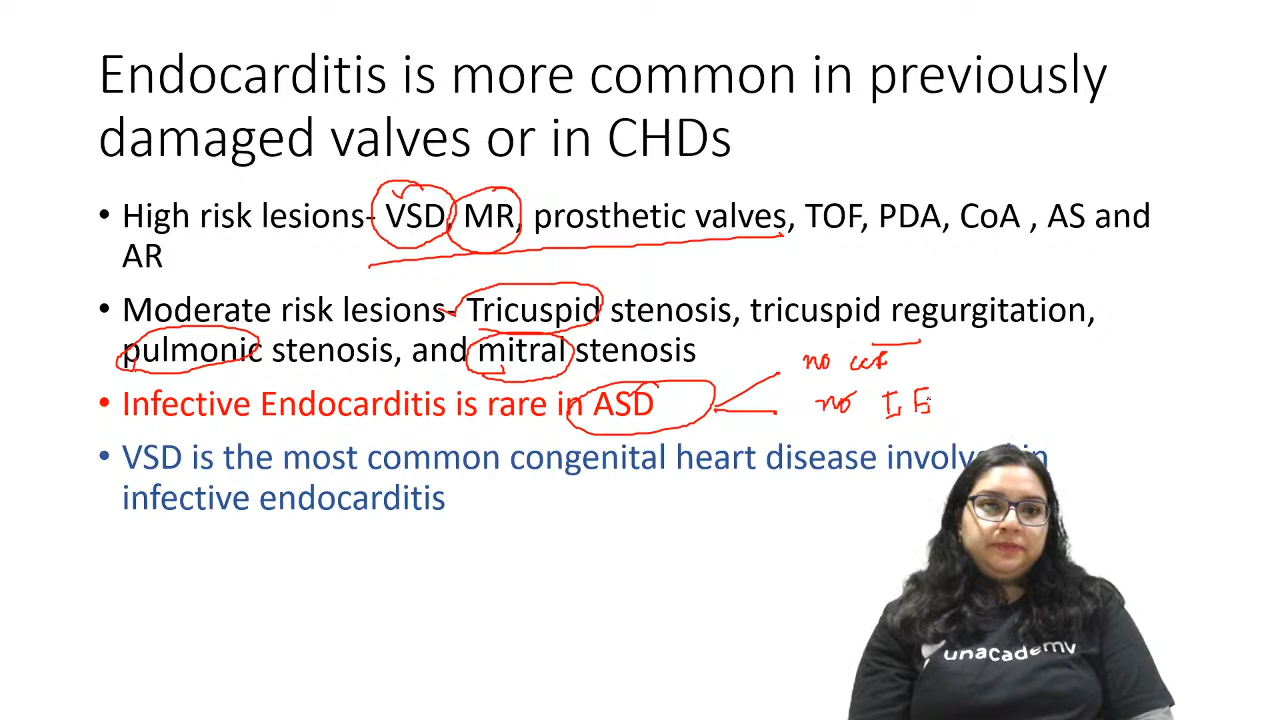 Endocarditis is more common in previously
damaged valves or in CHDs
• High risk lesions- VSD, MR, prosthetic valves, TOF, PDA, CoA , AS and
AR
• Moderate risk lesions- Tricuspid stenosis, tricuspid regurgitation,
pulmonic stenosis, and mitral stenosis
no
• Infective Endocarditis is rare in ASD
no IE
• VSD is the most common congenital heart disease involved in
infective endocarditis
unacademy